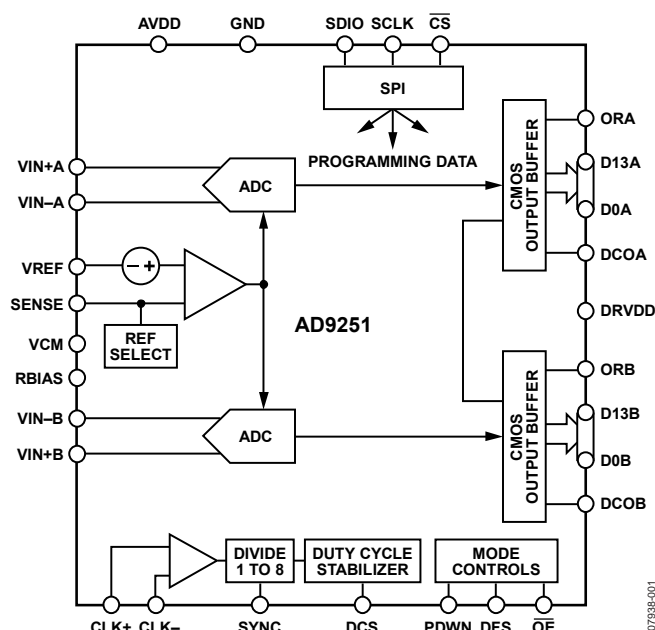 AVDD GND SDIO SCLK CS
SPI
PROGRAMMING DATA
VIN+A
VIN–A
ADC
CMOS
OUTPUT BUFFER
ORA
D13A
D0A
DCOA
VREF
– +
SENSE
REF
SELECT
VCM
RBIAS
AD9251
DRVDD
VIN–B
VIN+B
ADC
CMOS
OUTPUT BUFFER
ORB
D13B
D0B
DCOB
DIVIDE
1 TO 8
DUTY CYCLE
STABILIZER
MODE
CONTROLS
CLK+ CLK– SYNC DCS PDWN DFS OE
07938-001